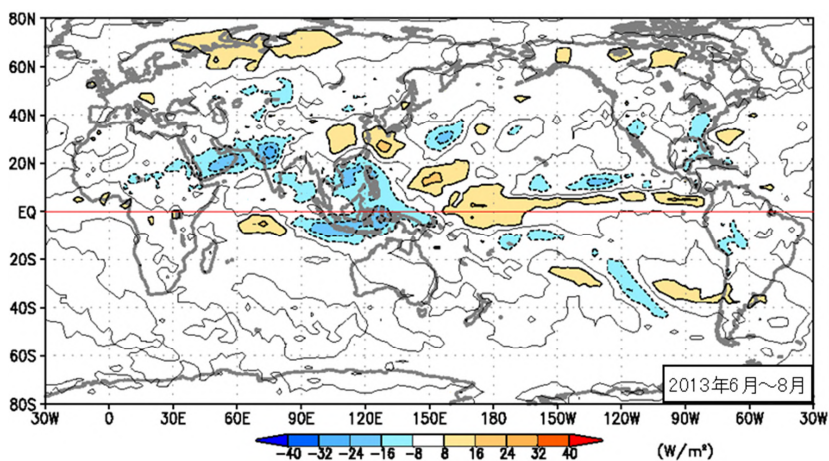 80N
60N
40N
20N
EQ
20S
40S
60S
80S
2013年6月～8月
30W 0 30E 60E 90E 120E 150E 180 150W 120W 90W 60W 30W
-40 -32 -24 -16 -8 8 16 24 32 40
(W/m²)